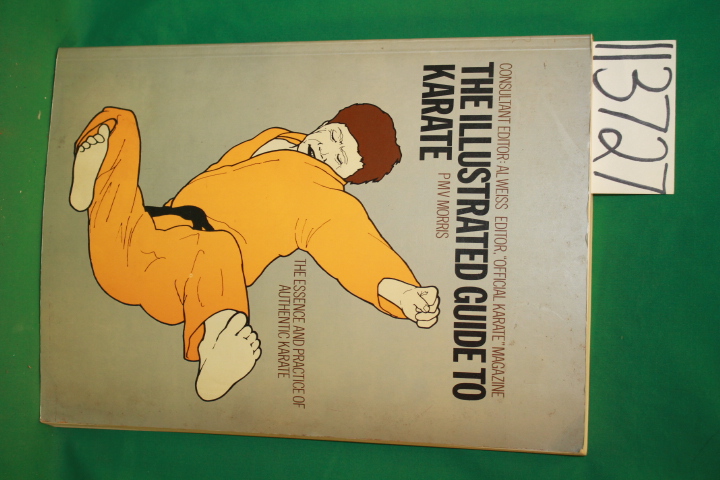 CONSULTANT EDITOR: AL WEISS EDITOR, "OFFICIAL KARATE" MAGAZINE
THE ILLUSTRATED GUIDE TO
KARATE
PMV MORRIS
THE ESSENCE AND PRACTICE OF
AUTHENTIC KARATE
113727